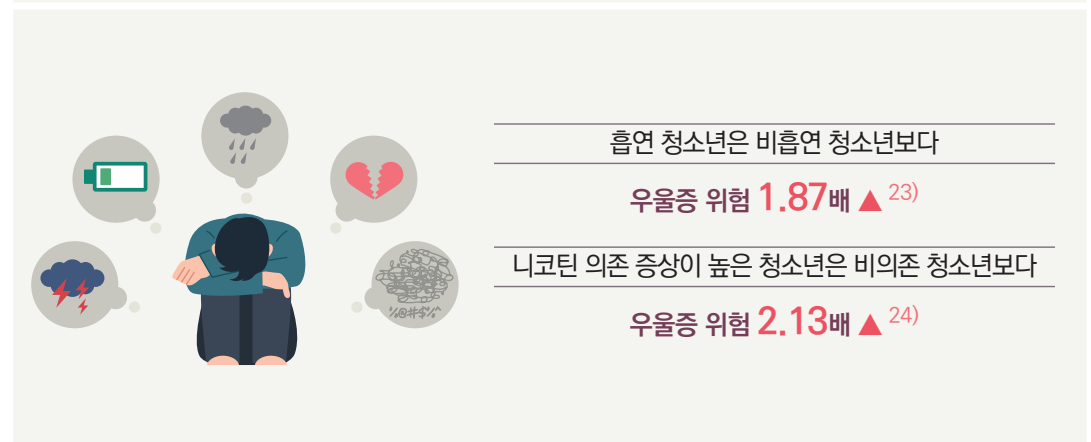 흡연 청소년은 비흡연 청소년보다
우울증 위험 1.87배 ▲ 23)
니코틴 의존 증상이 높은 청소년은 비의존 청소년보다
우울증 위험 2.13배 ▲ 24)
%@#$%^